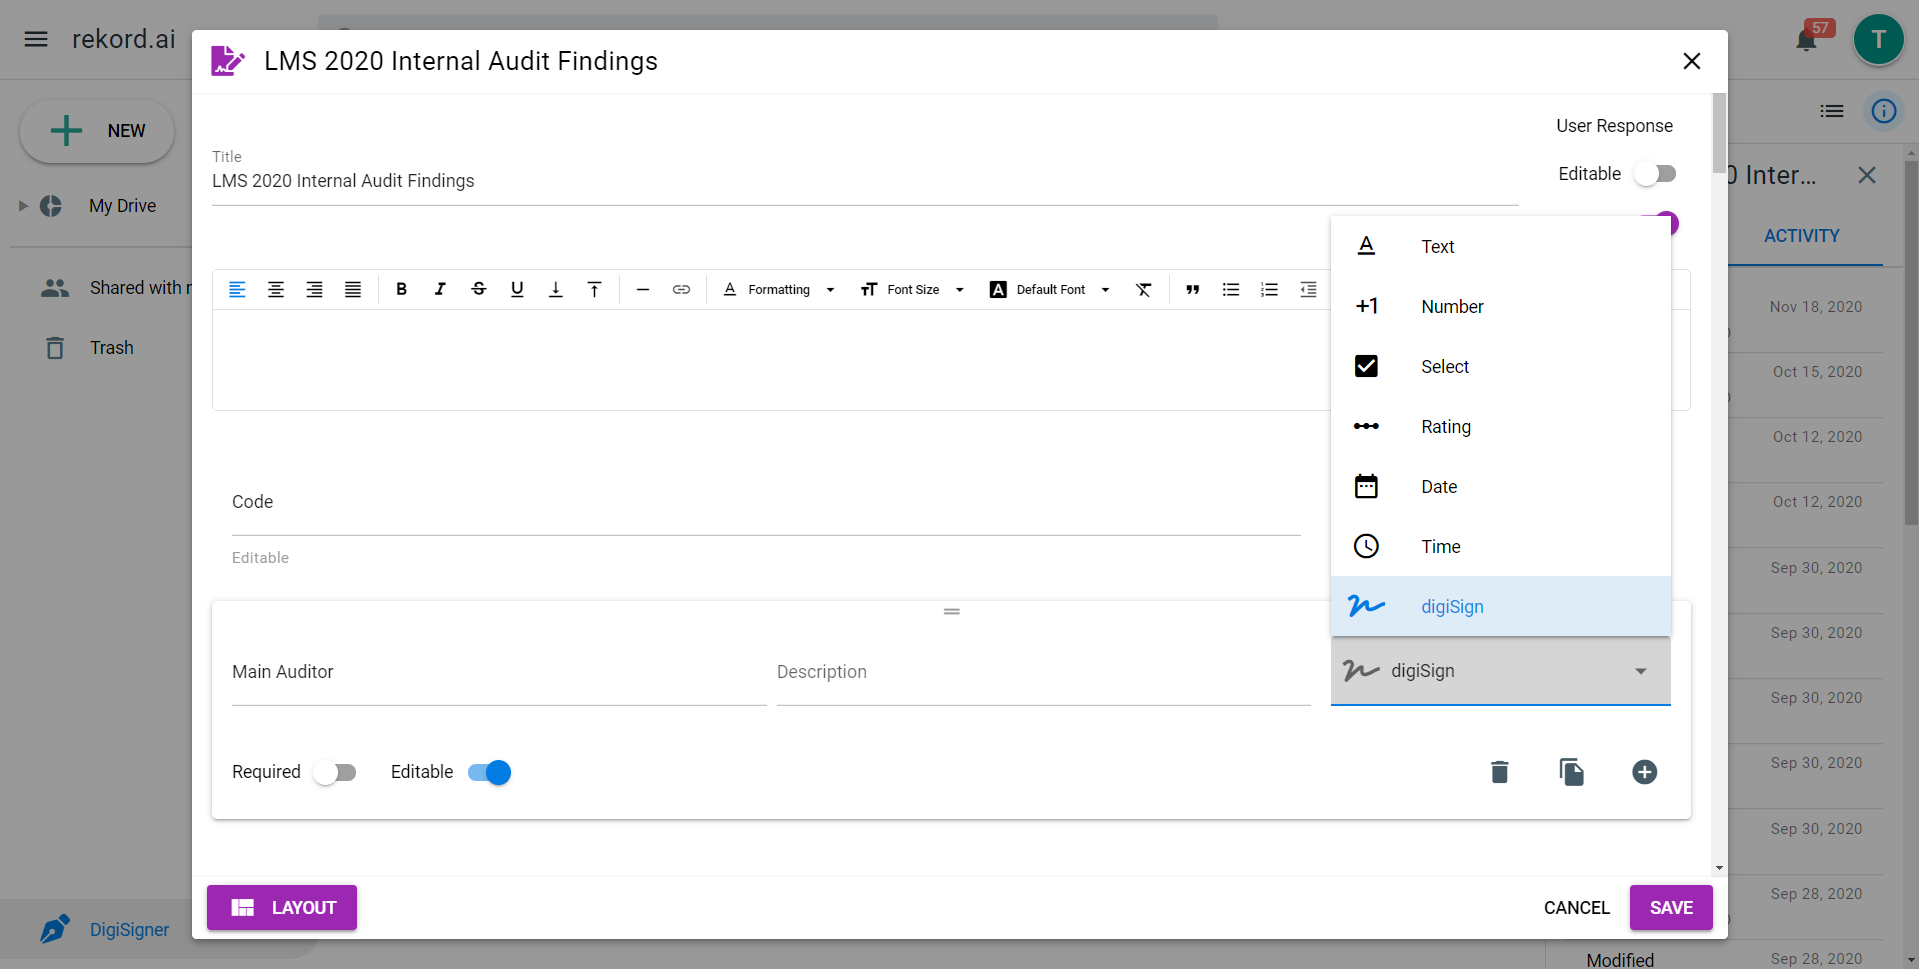 rekord.ai
57
T
LMS 2020 Internal Audit Findings
NEW
My Drive
Shared with
Trash
DigiSigner
User Response
Title
LMS 2020 Internal Audit Findings
Editable
Formatting
Font Size
Default Font
Code
Editable
Text
+1 Number
Select
Rating
Date
Time
digiSign
Main Auditor
Description
digiSign
Required
Editable
LAYOUT
CANCEL
SAVE
0 Inter...
ACTIVITY
Nov 18, 2020
Oct 15, 2020
Oct 12, 2020
Oct 12, 2020
Sep 30, 2020
Sep 30, 2020
Sep 30, 2020
Sep 30, 2020
Sep 30, 2020
Sep 28, 2020
Modified
Sep 28, 2020